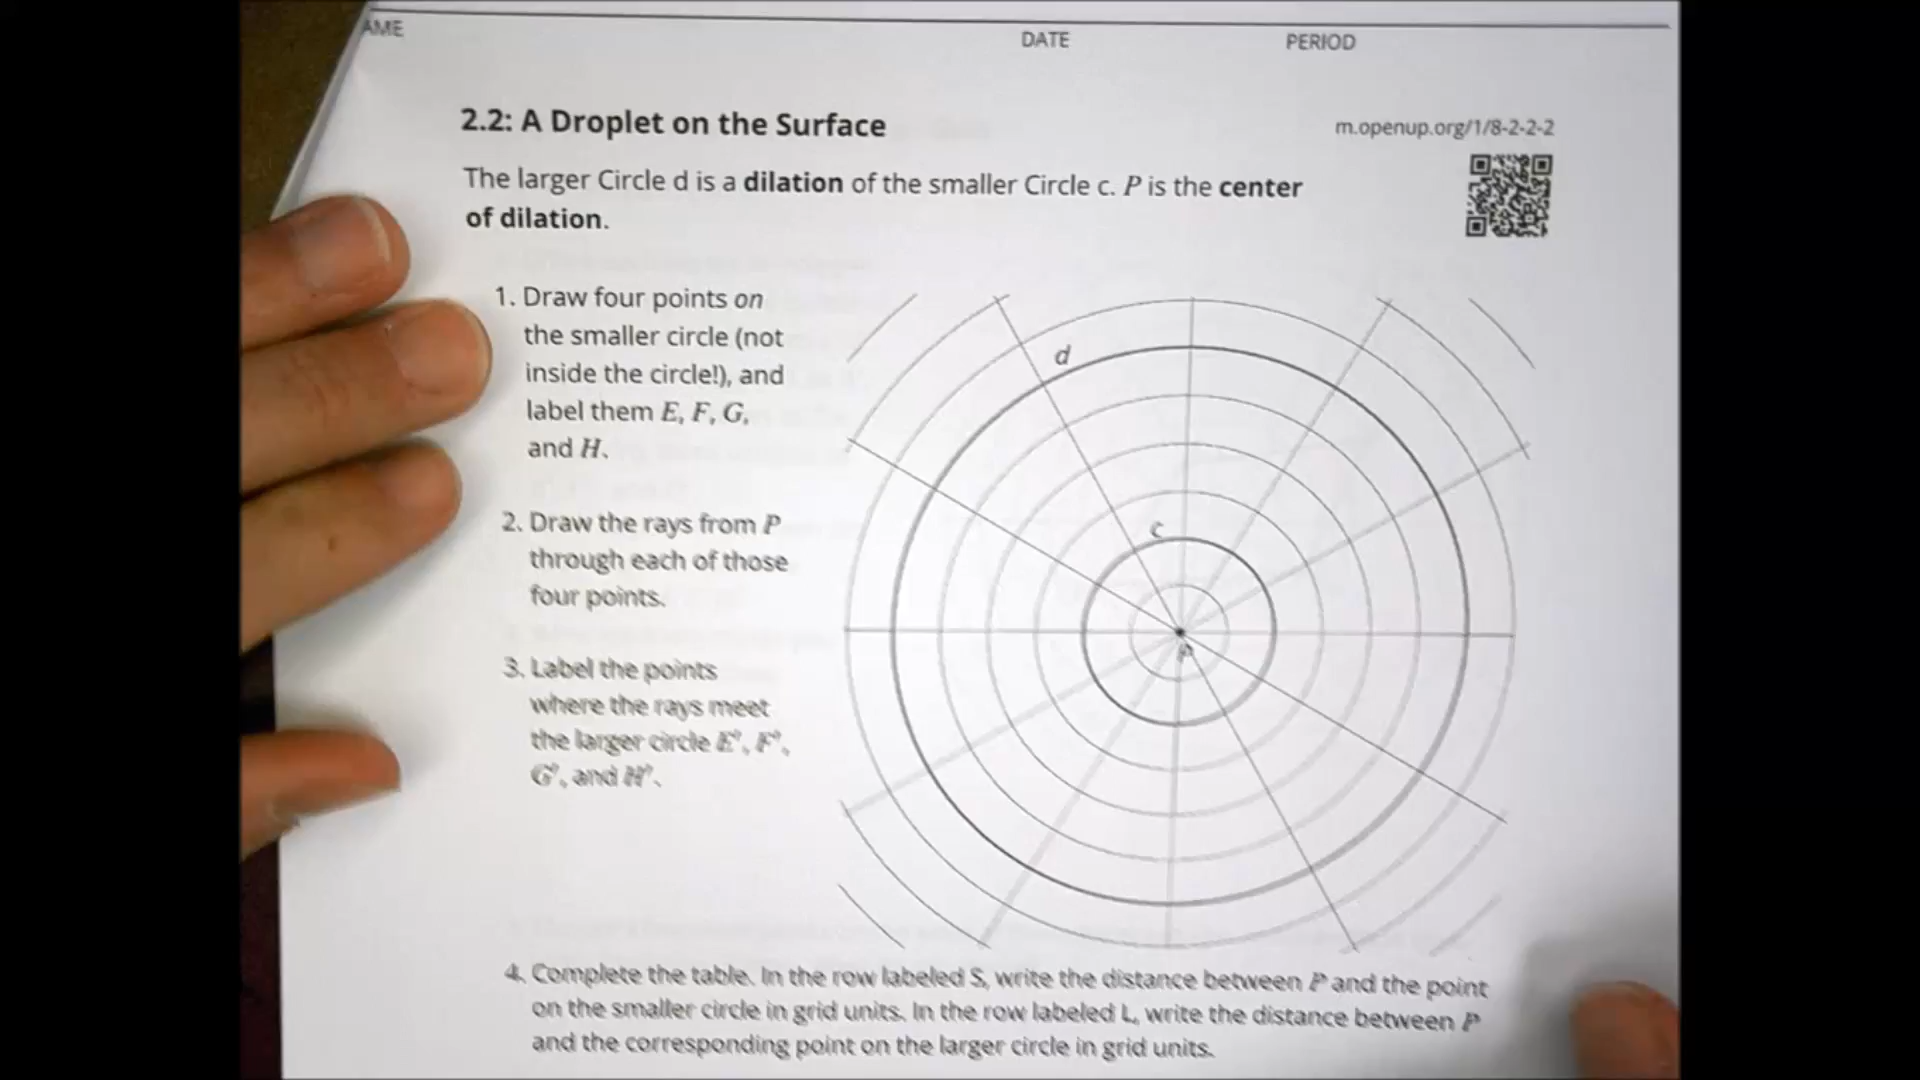 AME
DATE
PERIOD
2.2: A Droplet on the Surface
m.openup.org/1/8-2-2-2
The larger Circle d is a dilation of the smaller Circle c. P is the center
of dilation.
1. Draw four points on
the smaller circle (not
inside the circle!), and
label them E, F, G,
and H.
2. Draw the rays from P
through each of those
four points.
3. Label the points
where the rays meet
the larger circle E', F',
G', and H'.
d
c
P
4. Complete the table. In the row labeled S, write the distance between P and the point
on the smaller circle in grid units. In the row labeled L, write the distance between P
and the corresponding point on the larger circle in grid units.